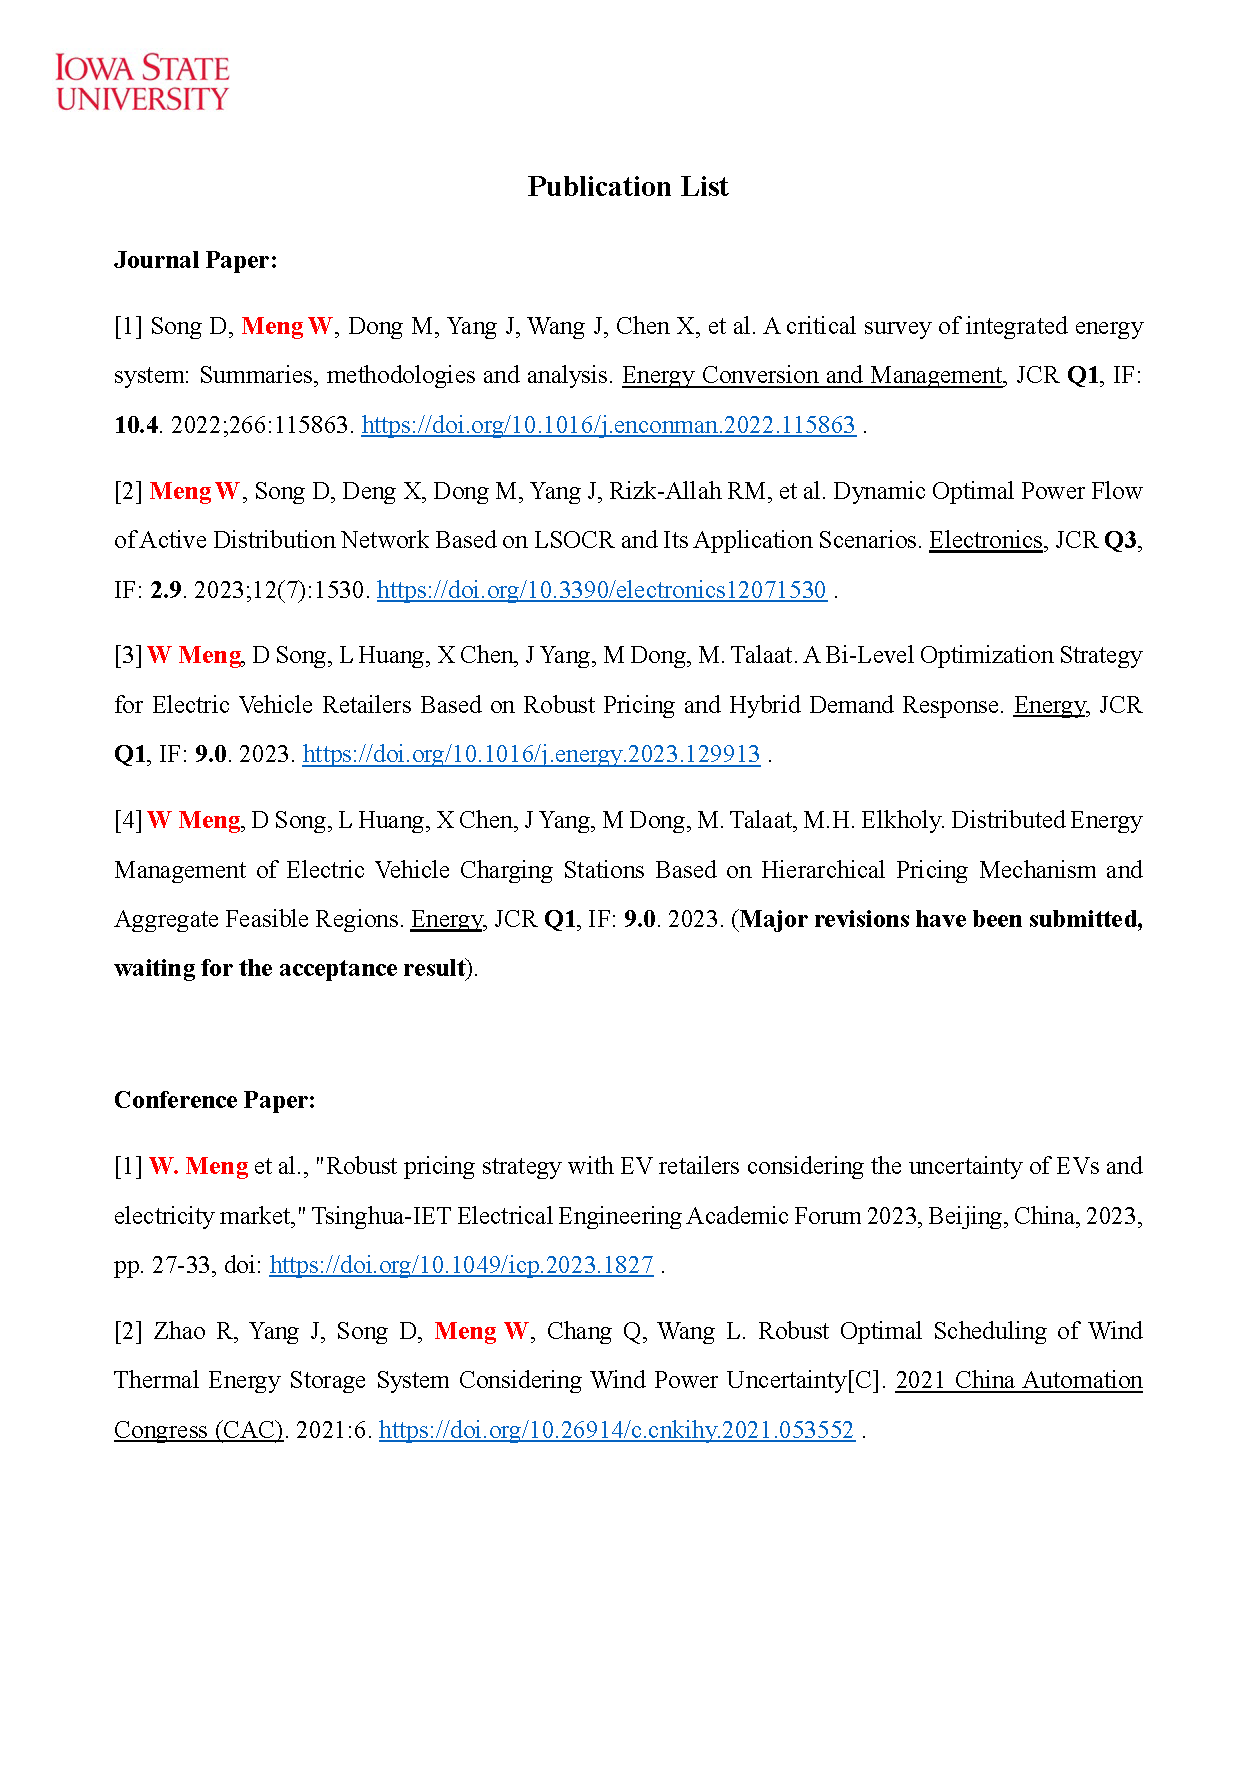 IOWA STATE
UNIVERSITY
Publication List
Journal Paper:
[1] Song D, Meng W, Dong M, Yang J, Wang J, Chen X, et al. A critical survey of integrated energy
system: Summaries, methodologies and analysis. Energy Conversion and Management, JCR Q1, IF:
10.4. 2022;266:115863. https://doi.org/10.1016/j.enconman.2022.115863 .
[2] Meng W, Song D, Deng X, Dong M, Yang J, Rizk-Allah RM, et al. Dynamic Optimal Power Flow
of Active Distribution Network Based on LSOCR and Its Application Scenarios. Electronics, JCR Q3,
IF: 2.9. 2023;12(7):1530. https://doi.org/10.3390/electronics12071530 .
[3] W Meng, D Song, L Huang, X Chen, J Yang, M Dong, M. Talaat. A Bi-Level Optimization Strategy
for Electric Vehicle Retailers Based on Robust Pricing and Hybrid Demand Response. Energy, JCR
Q1, IF: 9.0. 2023. https://doi.org/10.1016/j.energy.2023.129913 .
[4] W Meng, D Song, L Huang, X Chen, J Yang, M Dong, M. Talaat, M.H. Elkholy. Distributed Energy
Management of Electric Vehicle Charging Stations Based on Hierarchical Pricing Mechanism and
Aggregate Feasible Regions. Energy, JCR Q1, IF: 9.0. 2023. (Major revisions have been submitted,
waiting for the acceptance result).
Conference Paper:
[1] W. Meng et al., "Robust pricing strategy with EV retailers considering the uncertainty of EVs and
electricity market," Tsinghua-IET Electrical Engineering Academic Forum 2023, Beijing, China, 2023,
pp. 27-33, doi: https://doi.org/10.1049/icp.2023.1827 .
[2] Zhao R, Yang J, Song D, Meng W, Chang Q, Wang L. Robust Optimal Scheduling of Wind
Thermal Energy Storage System Considering Wind Power Uncertainty[C]. 2021 China Automation
Congress (CAC). 2021:6. https://doi.org/10.26914/c.cnkihy.2021.053552 .